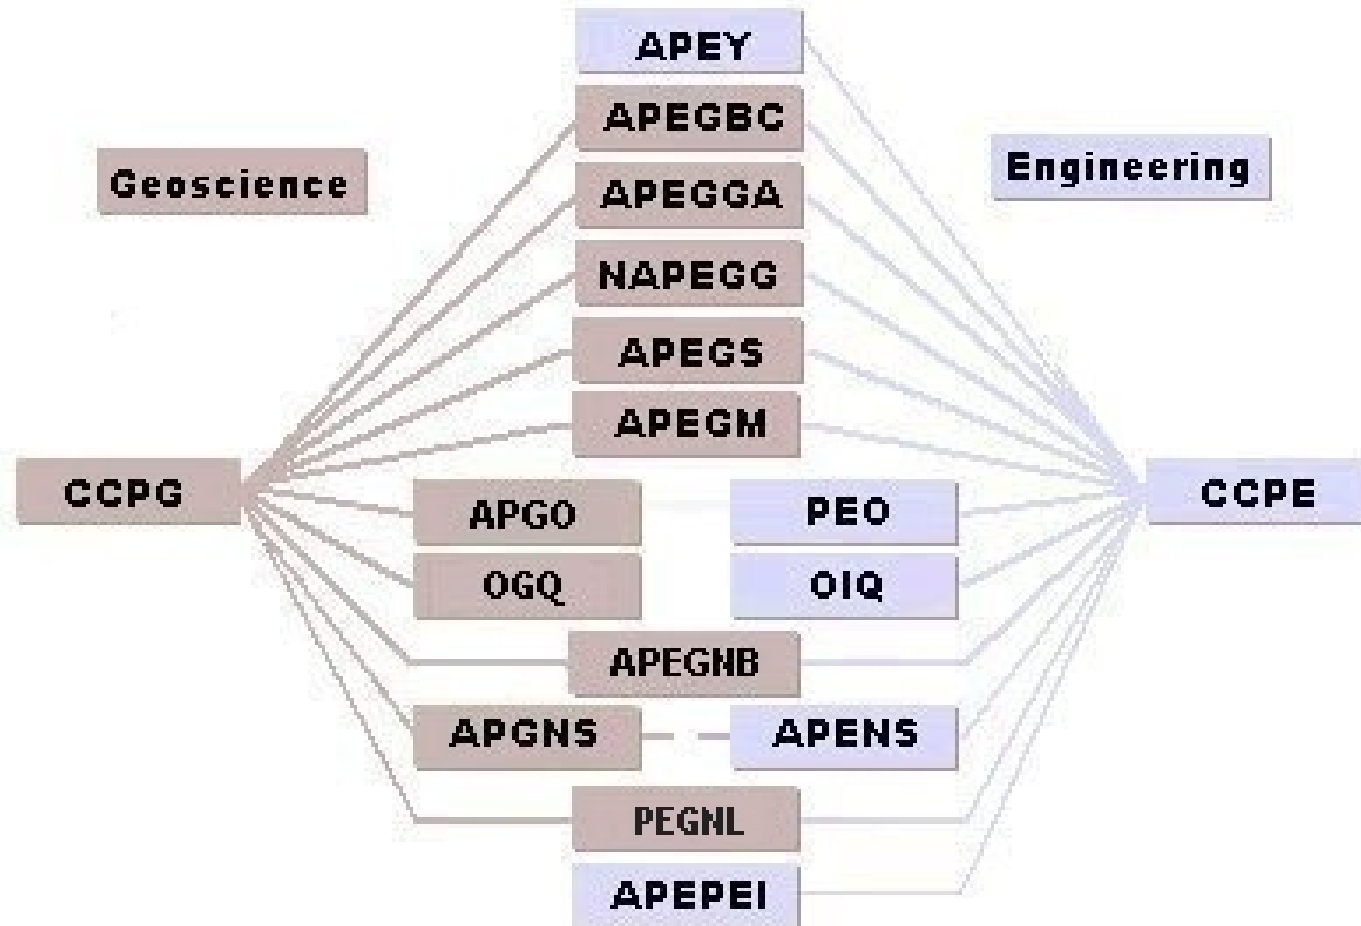 APEY
APEGBC
Geoscience
Engineering
APEGGA
NAPEGG
APEGS
APEGM
CCPG
CCPE
APGO
PEO
OGQ
OIQ
APEGNB
APGNS
APENS
PEGNL
APEPEI